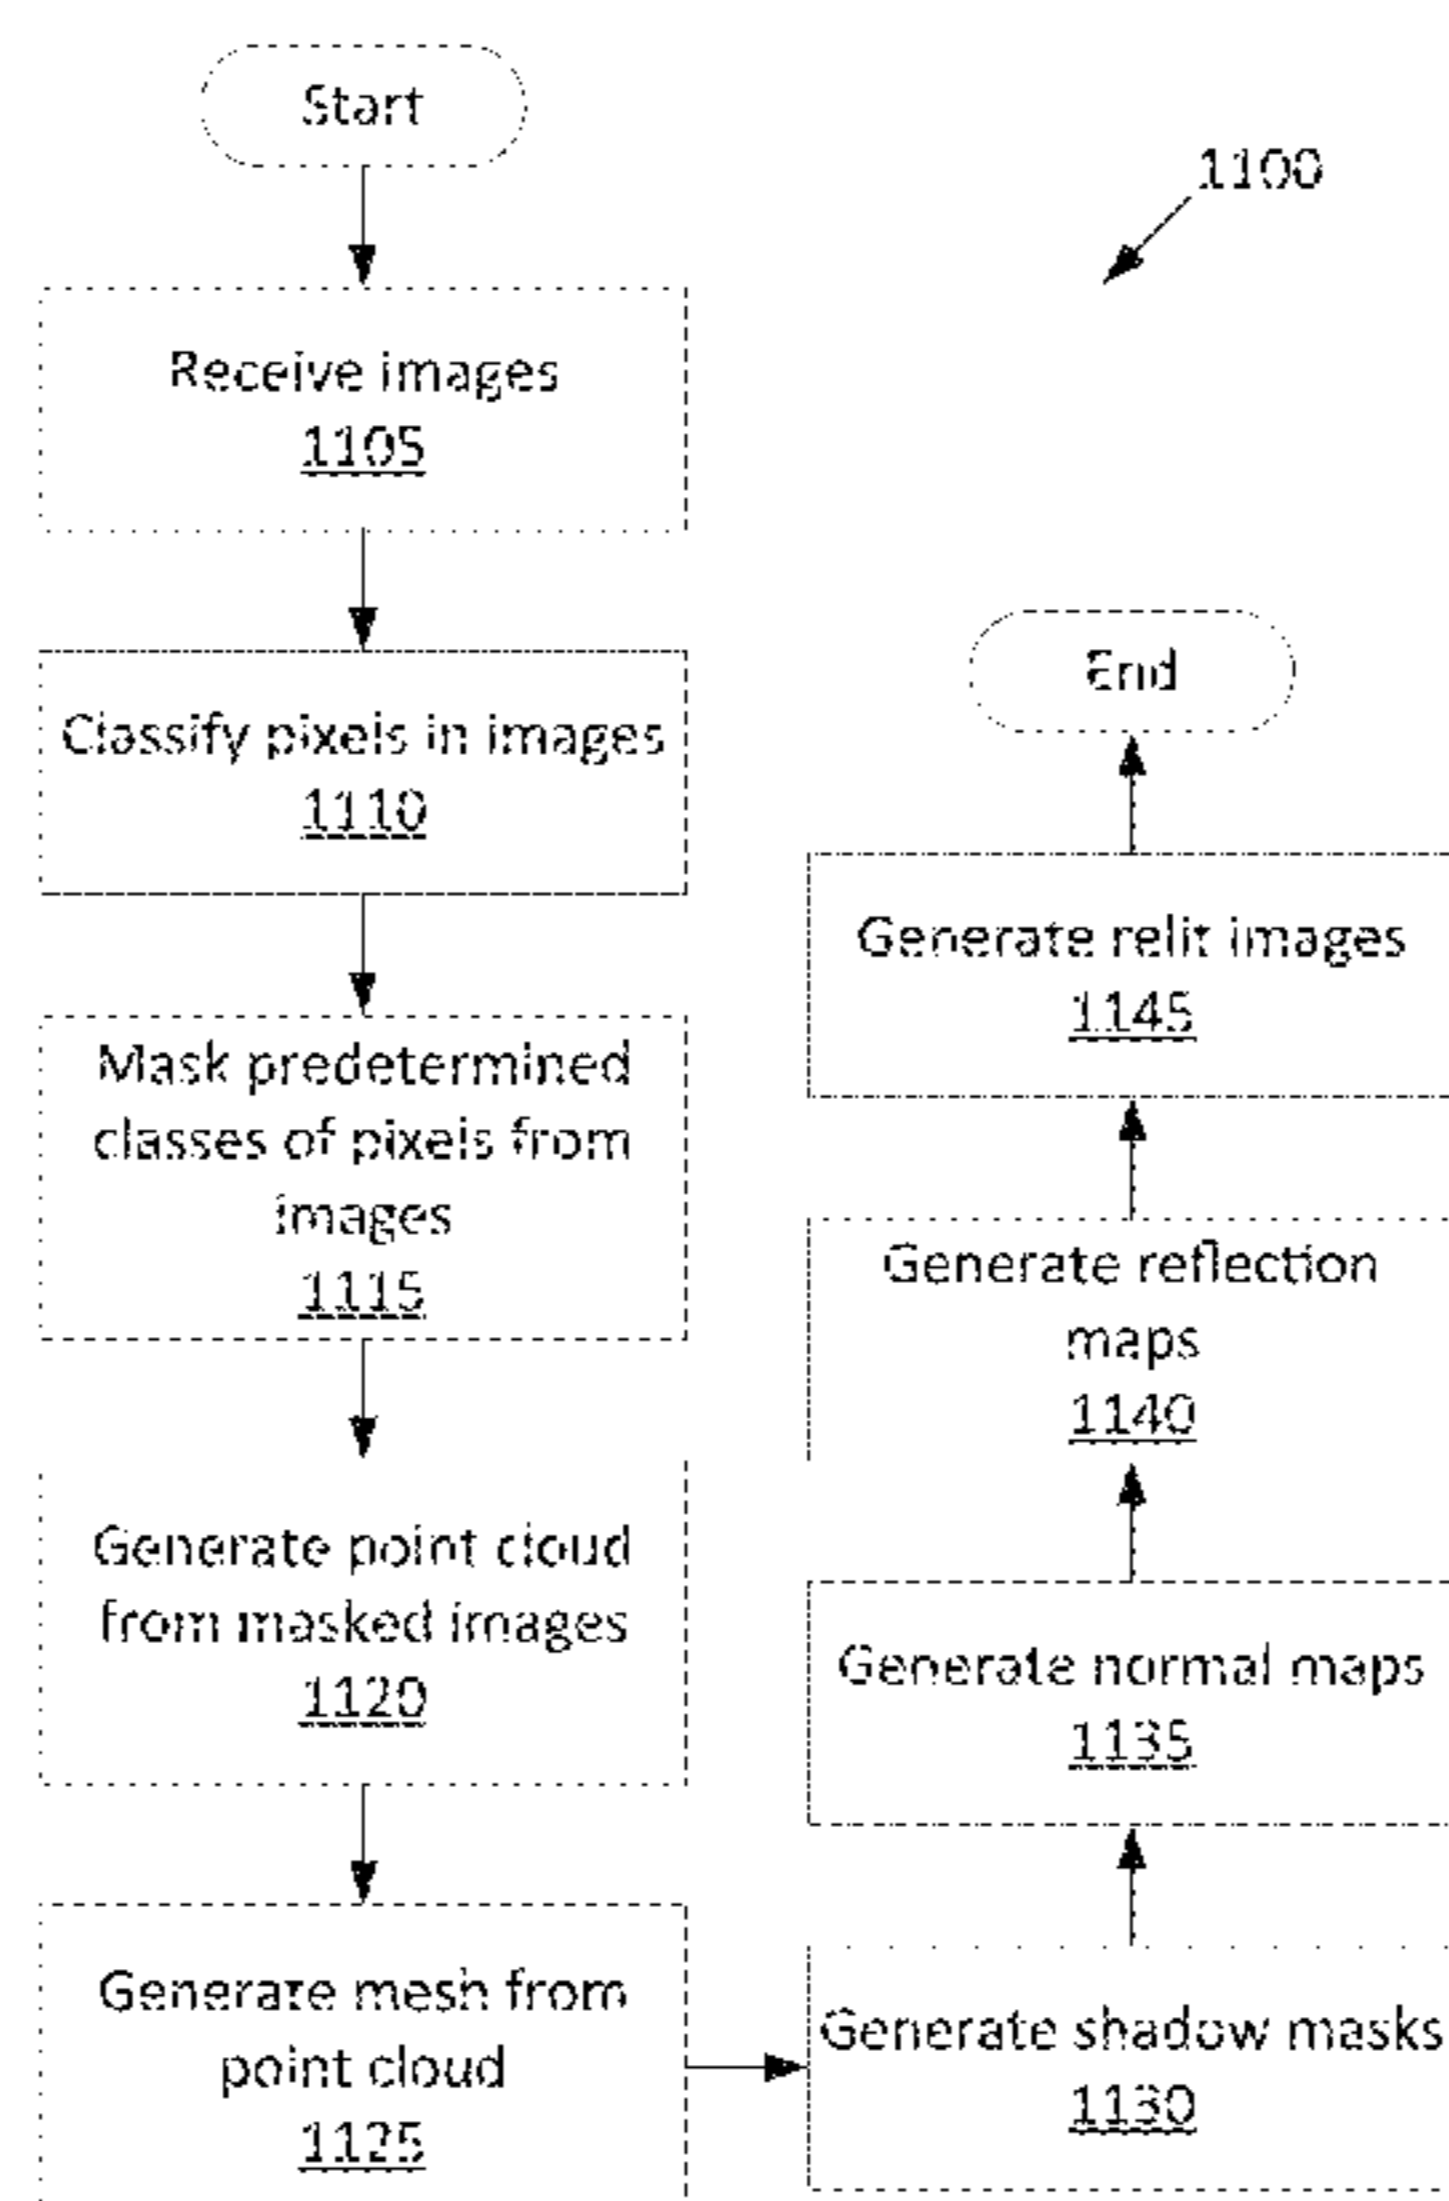 Start
1100
Receive images
1105
Classify pixels in images
1110
Mask predetermined
classes of pixels from
images
1115
Generate point cloud
from masked images
1120
Generate mesh from
point cloud
1125
Generate shadow masks
1130
Generate normal maps
1135
Generate reflection
maps
1140
Generate relit images
1145
End